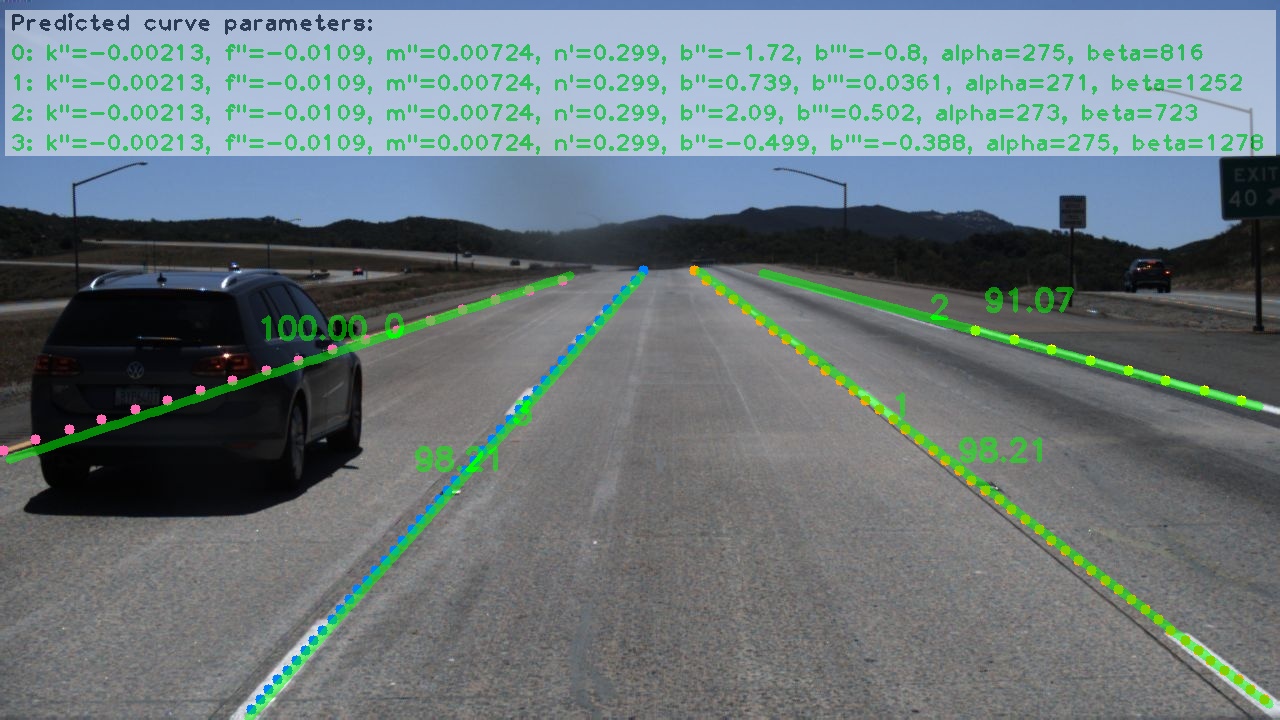 Predicted curve parameters:
0: k"=-0.00213, f"=-0.0109, m"=0.00724, n'=0.299, b"=-1.72, b'''=-0.8, alpha=275, beta=816
1: k"=-0.00213, f"=-0.0109, m"=0.00724, n'=0.299, b"=0.739, b'''=0.0361, alpha=271, beta=1252
2: k"=-0.00213, f"=-0.0109, m"=0.00724, n'=0.299, b"=2.09, b'''=0.502, alpha=273, beta=723
3: k"=-0.00213, f"=-0.0109, m"=0.00724, n'=0.299, b"=-0.499, b'''=-0.388, alpha=275, beta=1278
EXIT
40
2 91.07
100.00 0
1
3
98.21
98.21